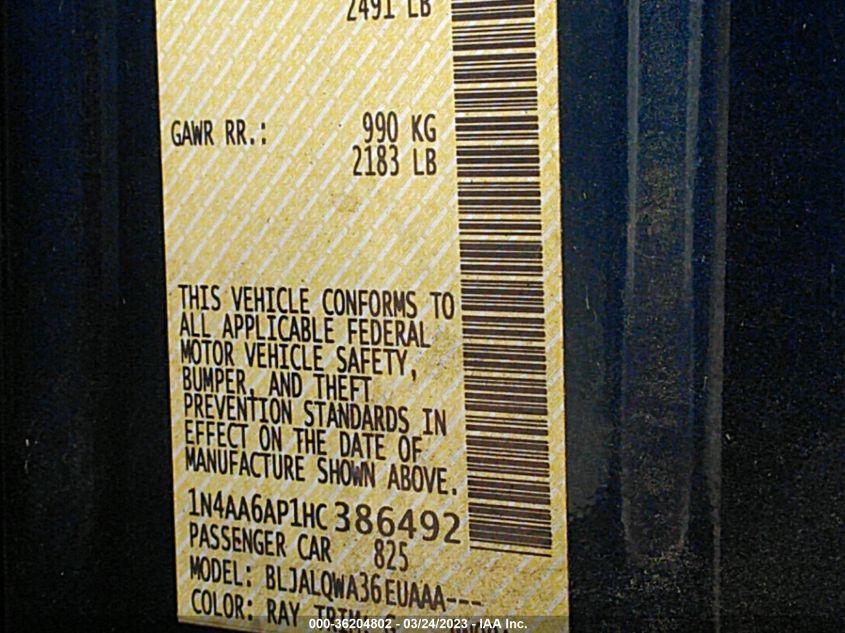 2491 LB
GAWR RR.: 990 KG
2183 LB
THIS VEHICLE CONFORMS TO
ALL APPLICABLE FEDERAL
MOTOR VEHICLE SAFETY,
BUMPER, AND THEFT
PREVENTION STANDARDS IN
EFFECT ON THE DATE OF
MANUFACTURE SHOWN ABOVE.
1N4AA6AP1HC386492
PASSENGER CAR 825
MODEL: BLJALQWA36EUAAA---
COLOR: RAY TRIM:
000-36204802 - 03/24/2023 - IAA Inc.